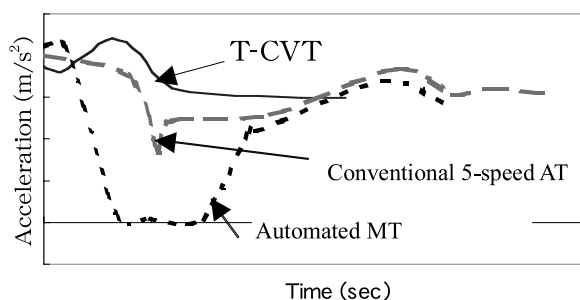 Acceleration (m/s²)
T-CVT
Conventional 5-speed AT
Automated MT
Time (sec)